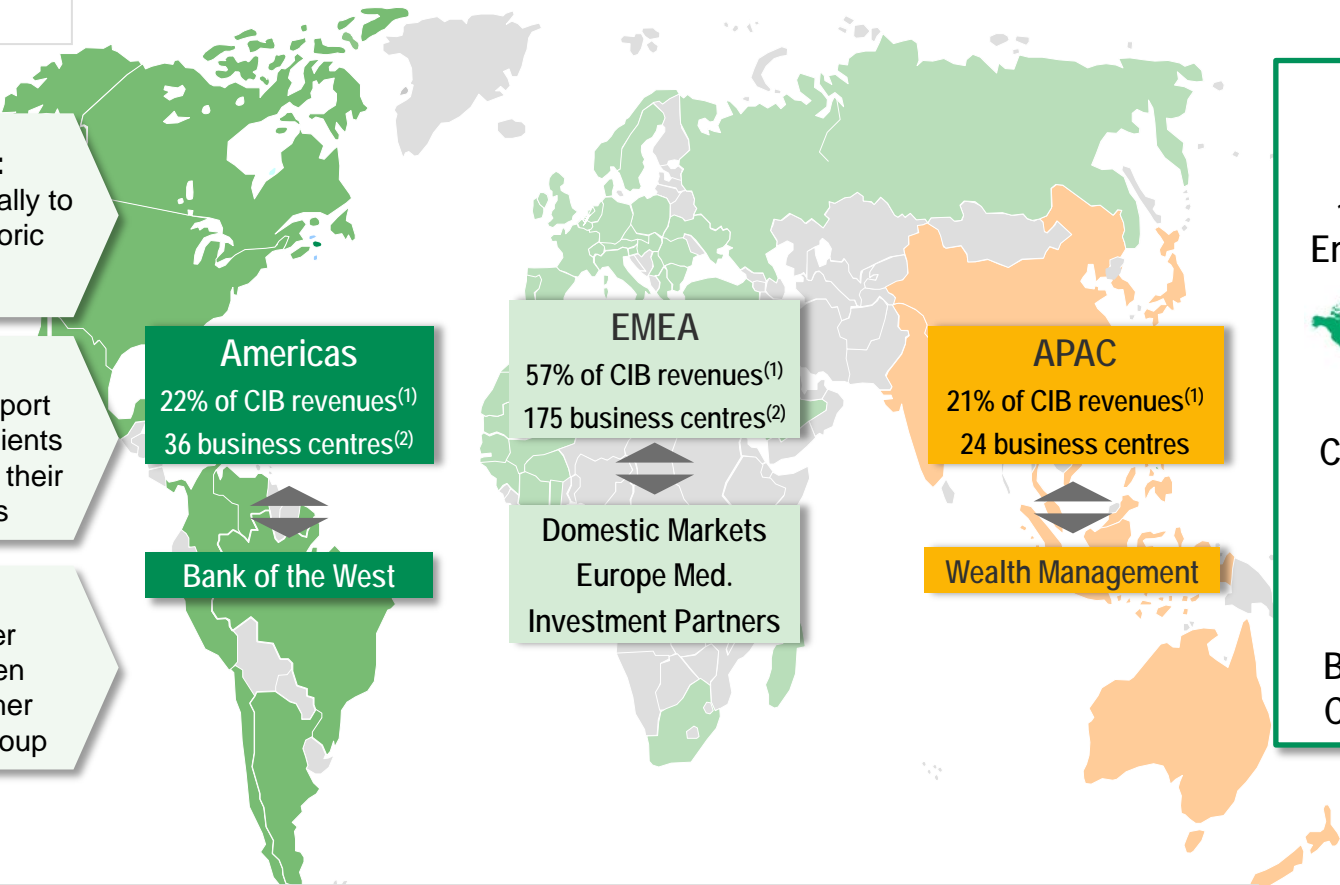 :
ally to
oric
port
ients
their
s
er
en
ner
oup
Americas
22% of CIB revenues(1)
36 business centres(2)
Bank of the West
EMEA
57% of CIB revenues(1)
175 business centres(2)
Domestic Markets
Europe Med.
Investment Partners
APAC
21% of CIB revenues(1)
24 business centres
Wealth Management
En
C
B
C